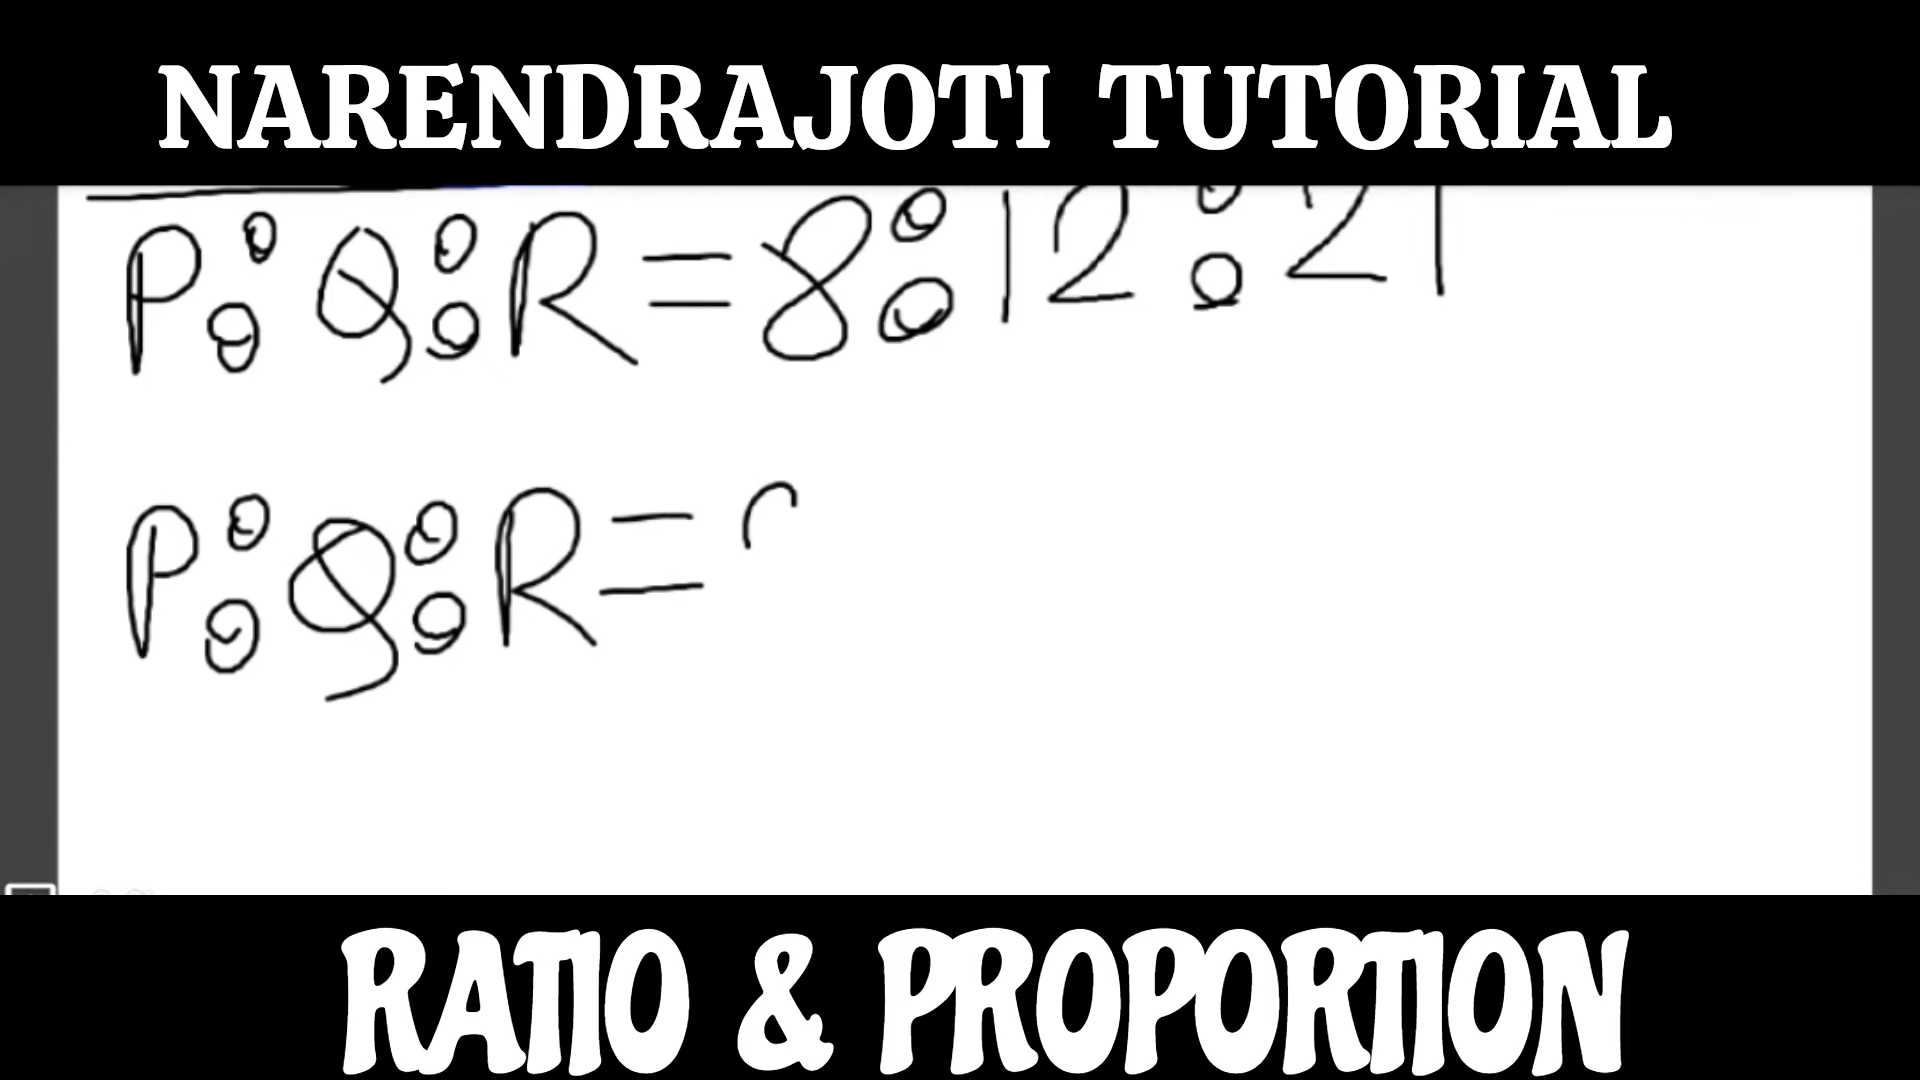 NARENDRAJOTI TUTORIAL
P:Q:R=8:12:21
P:Q:R=
RATIO & PROPORTION